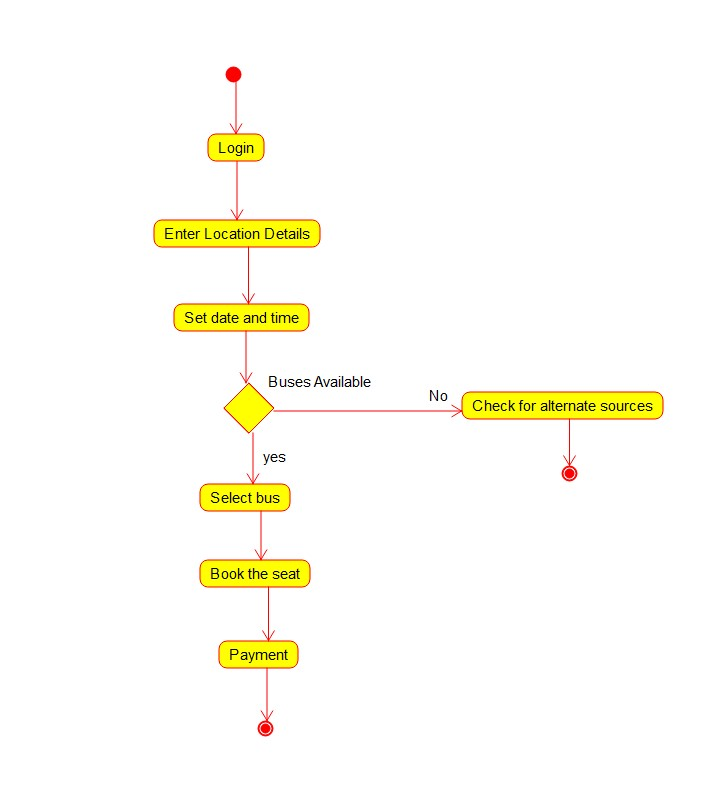 Login
Enter Location Details
Set date and time
Buses Available
No
Check for alternate sources
yes
Select bus
Book the seat
Payment